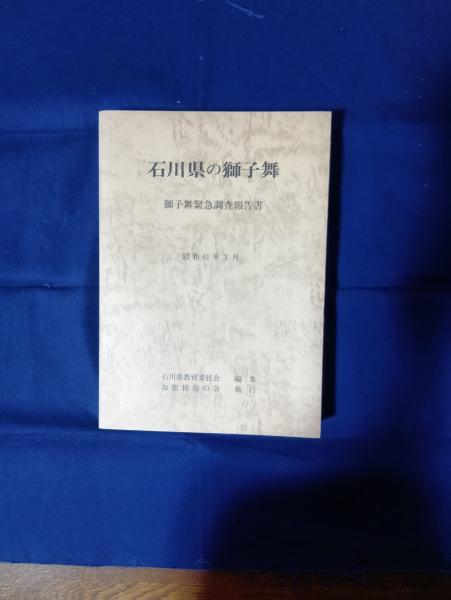 石川県の獅子舞
獅子舞緊急調査報告書
昭和61年3月
石川県教育委員会 編集
加能民俗の会 発行